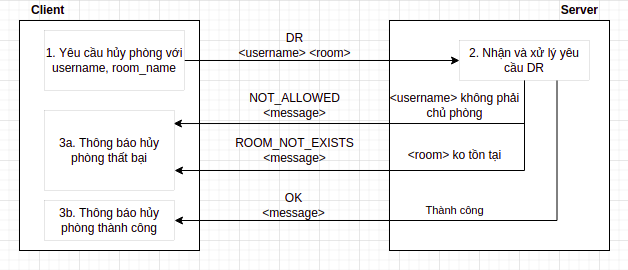 Client
Server
1. Yêu cầu hủy phòng với
username, room_name
DR
<username> <room>
2. Nhận và xử lý yêu
cầu DR
NOT_ALLOWED
<message>
<username> không phải
chủ phòng
3a. Thông báo hủy
phòng thất bại
ROOM_NOT_EXISTS
<message>
<room> ko tồn tại
OK
<message>
Thành công
3b. Thông báo hủy
phòng thành công